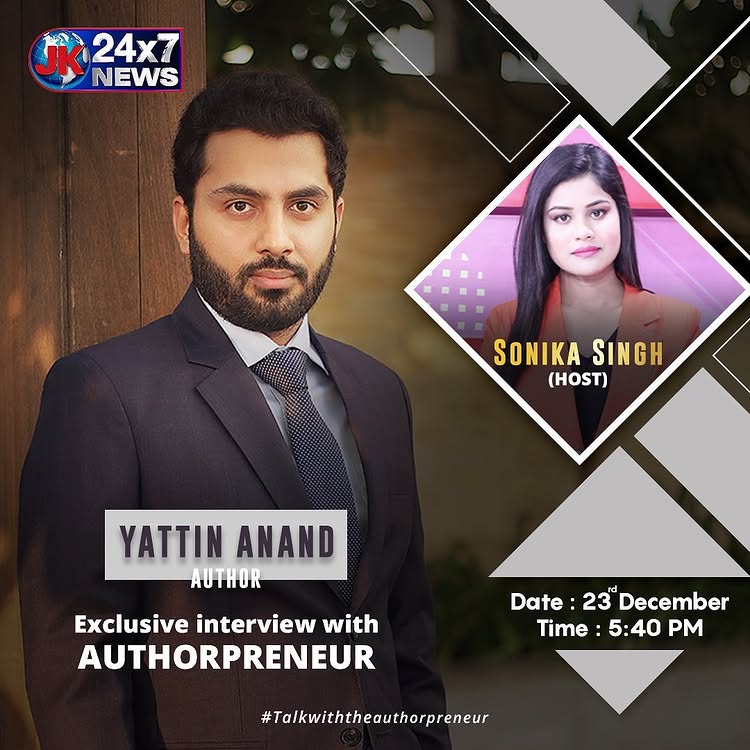 JK 24x7
NEWS
SONIKA SINGH
(HOST)
YATTIN ANAND
AUTHOR
Exclusive interview with
AUTHORPRENEUR
Date : 23rd December
Time : 5:40 PM
#Talkwiththeauthorpreneur